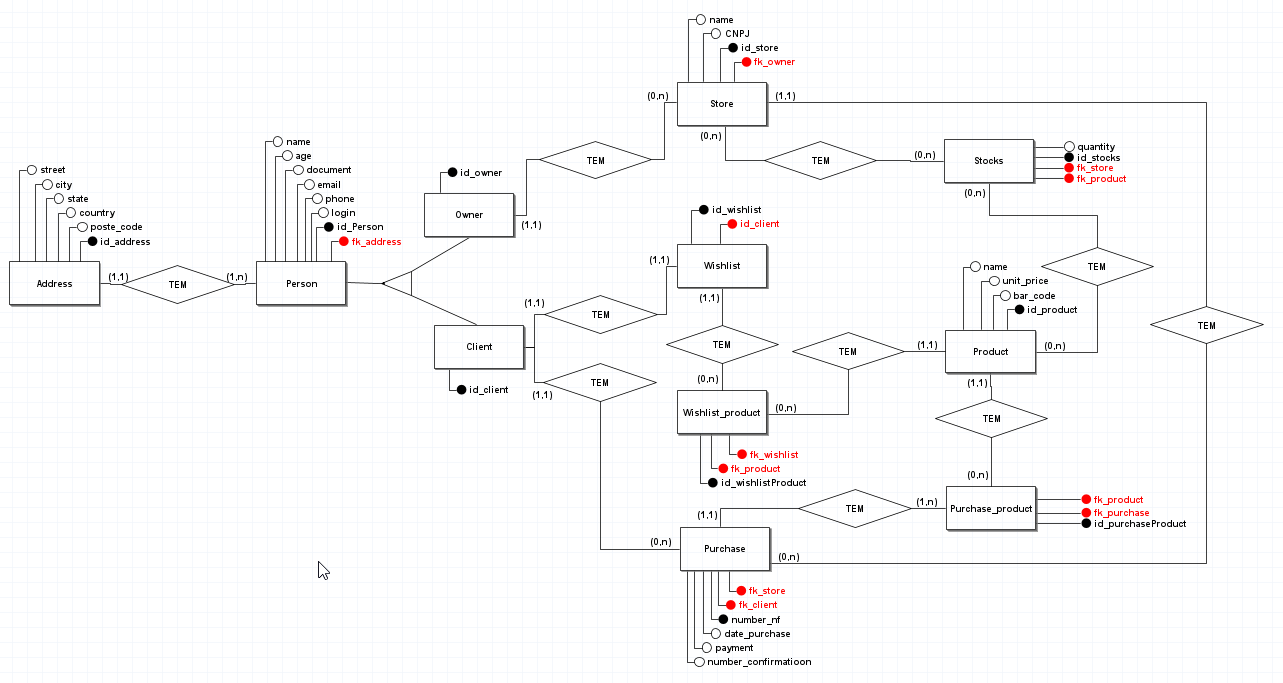 name
CNPJ
id_store
fk_owner
Store
(0,n)
(1,1)
(0,n)
TEM
TEM
(0,n)
Stocks
quantity
id_stocks
fk_store
fk_product
(0,n)
name
age
document
email
phone
login
id_Person
fk_address
street
city
state
country
poste_code
id_address
Address
(1,1)
TEM
(1,n)
Person
id_owner
Owner
(1,1)
id_wishlist
id_client
Wishlist
(1,1)
(1,1)
(1,1)
TEM
Client
id_client
TEM
(1,1)
TEM
(0,n)
Wishlist_product
(0,n)
fk_wishlist
fk_product
id_wishlistProduct
TEM
(1,1)
name
unit_price
bar_code
id_product
Product
(0,n)
TEM
TEM
(1,1)
TEM
(0,n)
Purchase_product
fk_product
fk_purchase
id_purchaseProduct
(1,n)
TEM
(1,1)
(0,n)
Purchase
(0,n)
fk_store
fk_client
number_nf
date_purchase
payment
number_confirmatioon